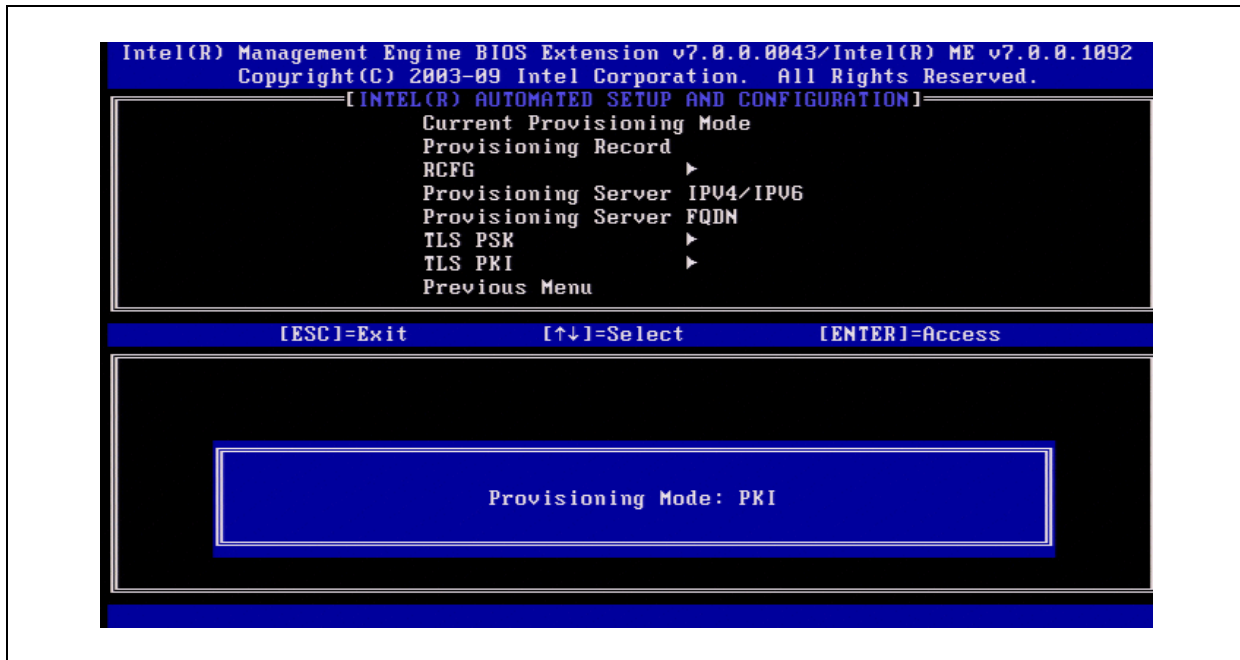 Intel(R) Management Engine BIOS Extension v7.0.0.0043/Intel(R) ME v7.0.0.1092
Copyright(C) 2003-09 Intel Corporation. All Rights Reserved.
[INTEL(R) AUTOMATED SETUP AND CONFIGURATION]
Current Provisioning Mode
Provisioning Record
RCFG ►
Provisioning Server IPV4/IPV6
Provisioning Server FQDN
TLS PSK ►
TLS PKI ►
Previous Menu
[ESC]=Exit [↑↓]=Select [ENTER]=Access
Provisioning Mode: PKI